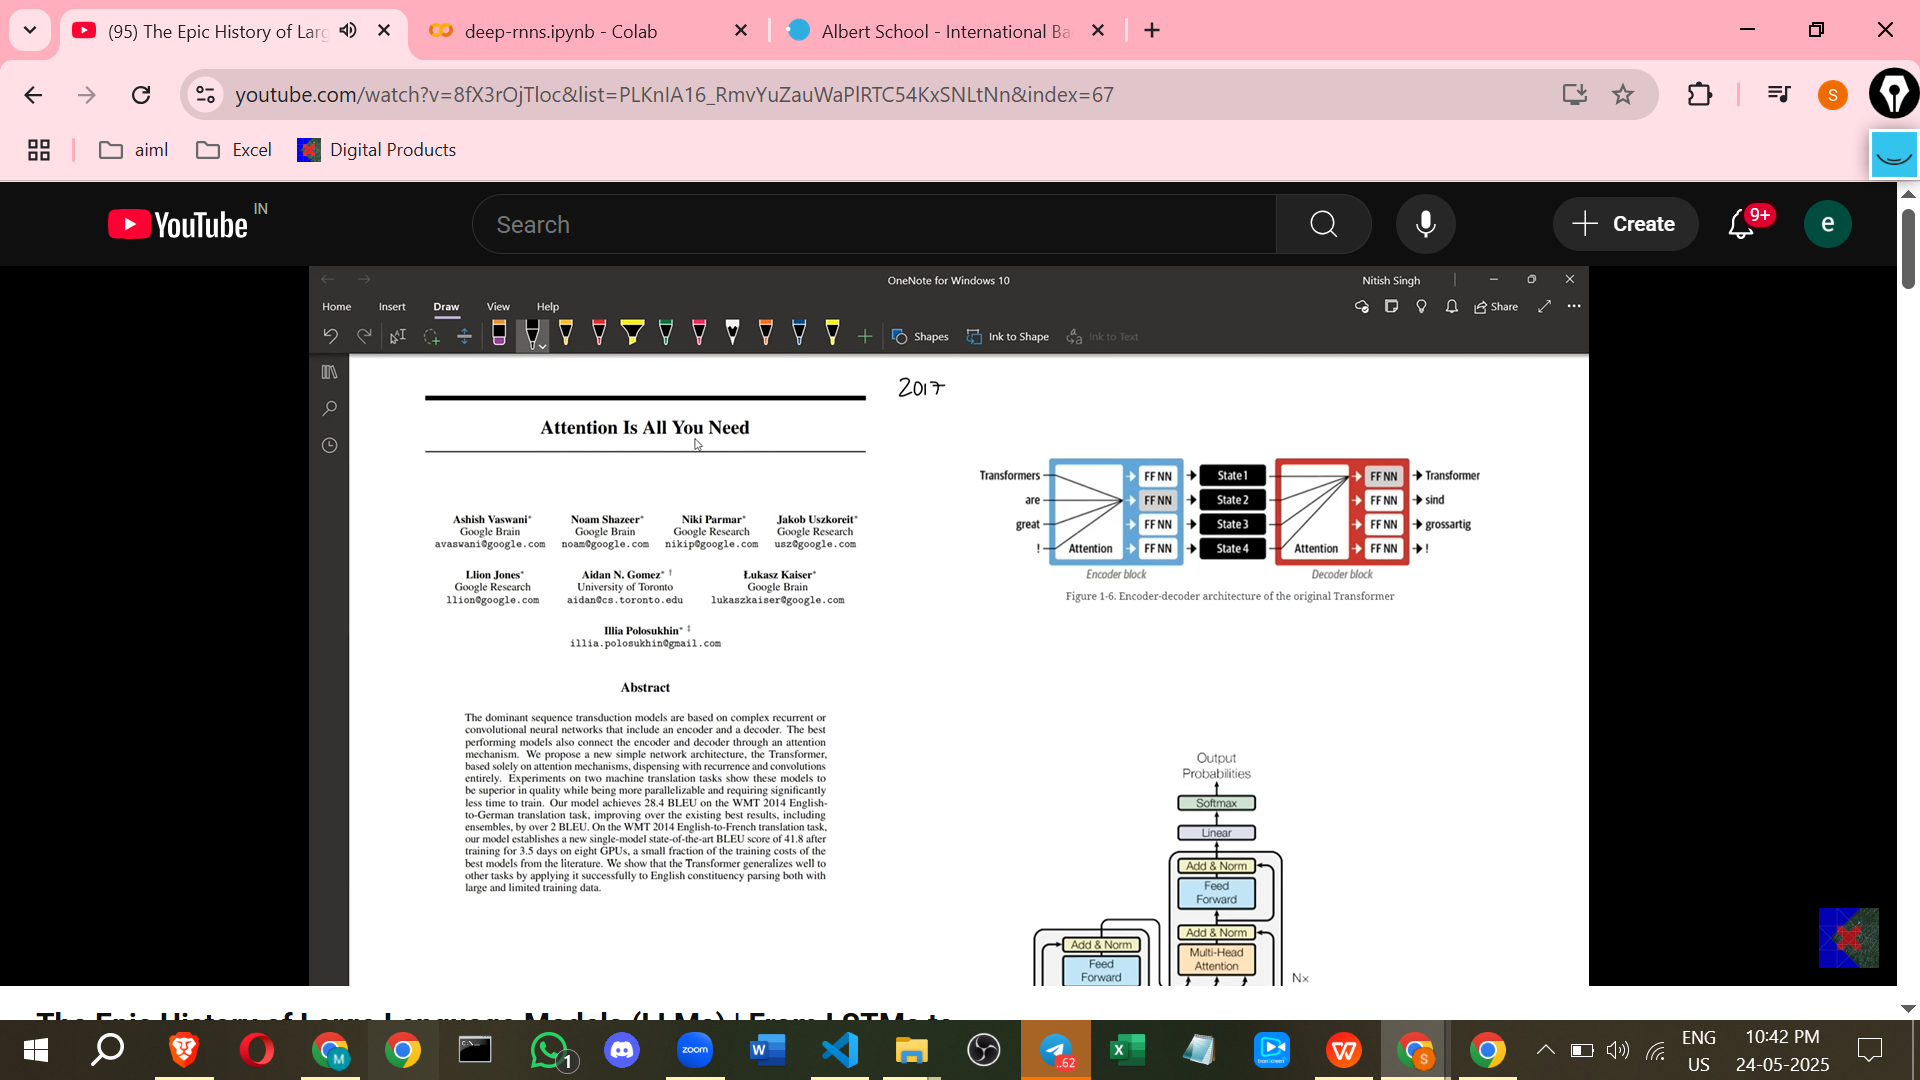 (95) The Epic History of Lar
deep-rnns.ipynb - Colab
Albert School - International Ba
youtube.com/watch?v=8fX3rOjTloc&list=PLKnIA16_RmvYuZauWaPlRTC54KxSNLtNn&index=67
S
aiml
Excel
Digital Products
YouTube IN
Search
Create
9+
e
OneNote for Windows 10
Nitish Singh
Home Insert Draw View Help
Share
Shapes
Ink to Shape
Ink to Text
2017
Attention Is All You Need
Ashish Vaswani* Noam Shazeer* Niki Parmar* Jakob Uszkoreit*
Google Brain Google Brain Google Research Google Research
avaswani@google.com noam@google.com nikip@google.com usz@google.com
Llion Jones* Aidan N. Gomez* † Łukasz Kaiser*
Google Research University of Toronto Google Brain
llion@google.com aidan@cs.toronto.edu lukaszkaiser@google.com
Illia Polosukhin* ‡
illia.polosukhin@gmail.com
Abstract
The dominant sequence transduction models are based on complex recurrent or
convolutional neural networks that include an encoder and a decoder. The best
performing models also connect the encoder and decoder through an attention
mechanism. We propose a new simple network architecture, the Transformer,
based solely on attention mechanisms, dispensing with recurrence and convolutions
entirely. Experiments on two machine translation tasks show these models to
be superior in quality while being more parallelizable and requiring significantly
less time to train. Our model achieves 28.4 BLEU on the WMT 2014 English-
to-German translation task, improving over the existing best results, including
ensembles, by over 2 BLEU. On the WMT 2014 English-to-French translation task,
our model establishes a new single-model state-of-the-art BLEU score of 41.8 after
training for 3.5 days on eight GPUs, a small fraction of the training costs of the
best models from the literature. We show that the Transformer generalizes well to
other tasks by applying it successfully to English constituency parsing both with
large and limited training data.
Transformers FF NN State 1 FF NN Transformer
are FF NN State 2 FF NN sind
great FF NN State 3 FF NN grossartig
! Attention FF NN State 4 Attention FF NN !
Encoder block Decoder block
Figure 1-6. Encoder-decoder architecture of the original Transformer
Output
Probabilities
Softmax
Linear
Add & Norm
Feed
Forward
Add & Norm
Multi-Head
Attention
Add & Norm
Feed
Forward
N×
The Epic History of Large Language Models (LLMs) | From LSTMs to
M
1
zoom
..62
S
ENG
US
10:42 PM
24-05-2025